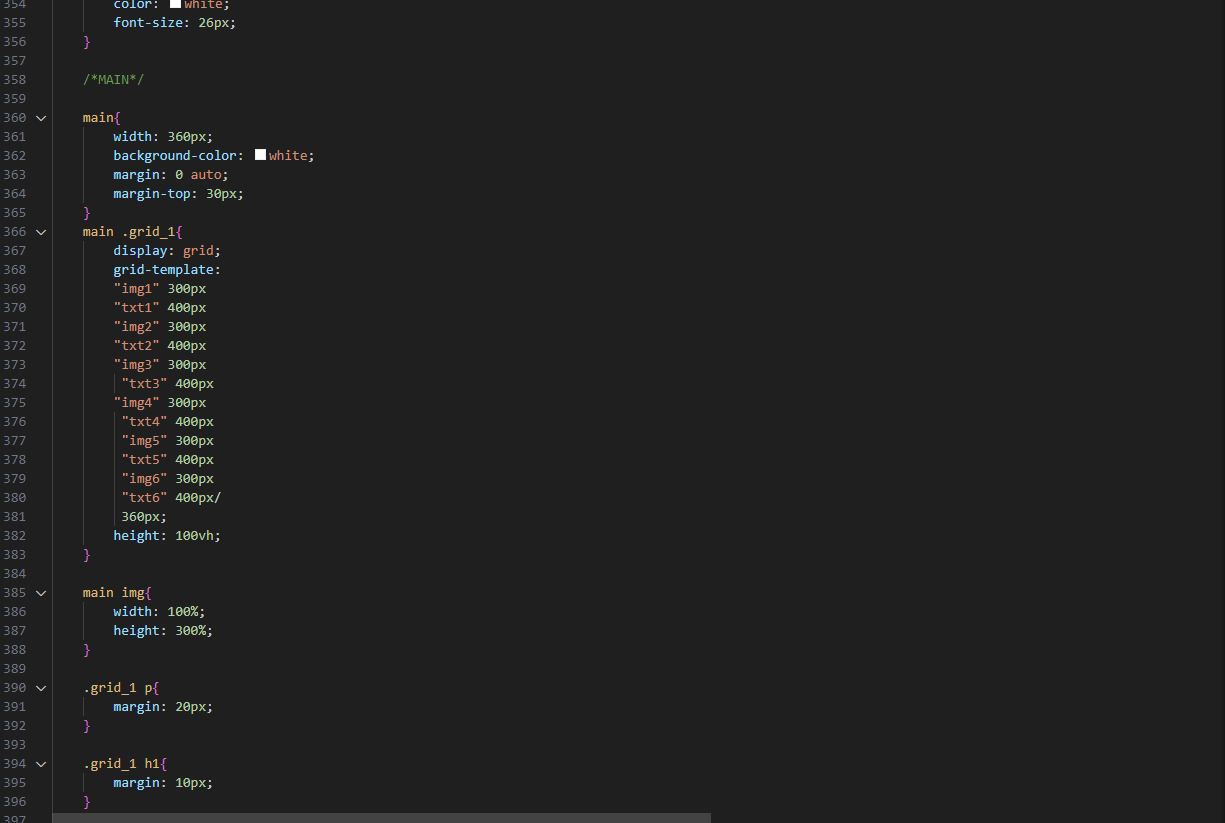 354 color: white;
355 font-size: 26px;
356 }
357
358 /*MAIN*/
359
360 main{
361 width: 360px;
362 background-color: white;
363 margin: 0 auto;
364 margin-top: 30px;
365 }
366 main .grid_1{
367 display: grid;
368 grid-template:
369 "img1" 300px
370 "txt1" 400px
371 "img2" 300px
372 "txt2" 400px
373 "img3" 300px
374 "txt3" 400px
375 "img4" 300px
376 "txt4" 400px
377 "img5" 300px
378 "txt5" 400px
379 "img6" 300px
380 "txt6" 400px/
381 360px;
382 height: 100vh;
383 }
384
385 main img{
386 width: 100%;
387 height: 300%;
388 }
389
390 .grid_1 p{
391 margin: 20px;
392 }
393
394 .grid_1 h1{
395 margin: 10px;
396 }
397